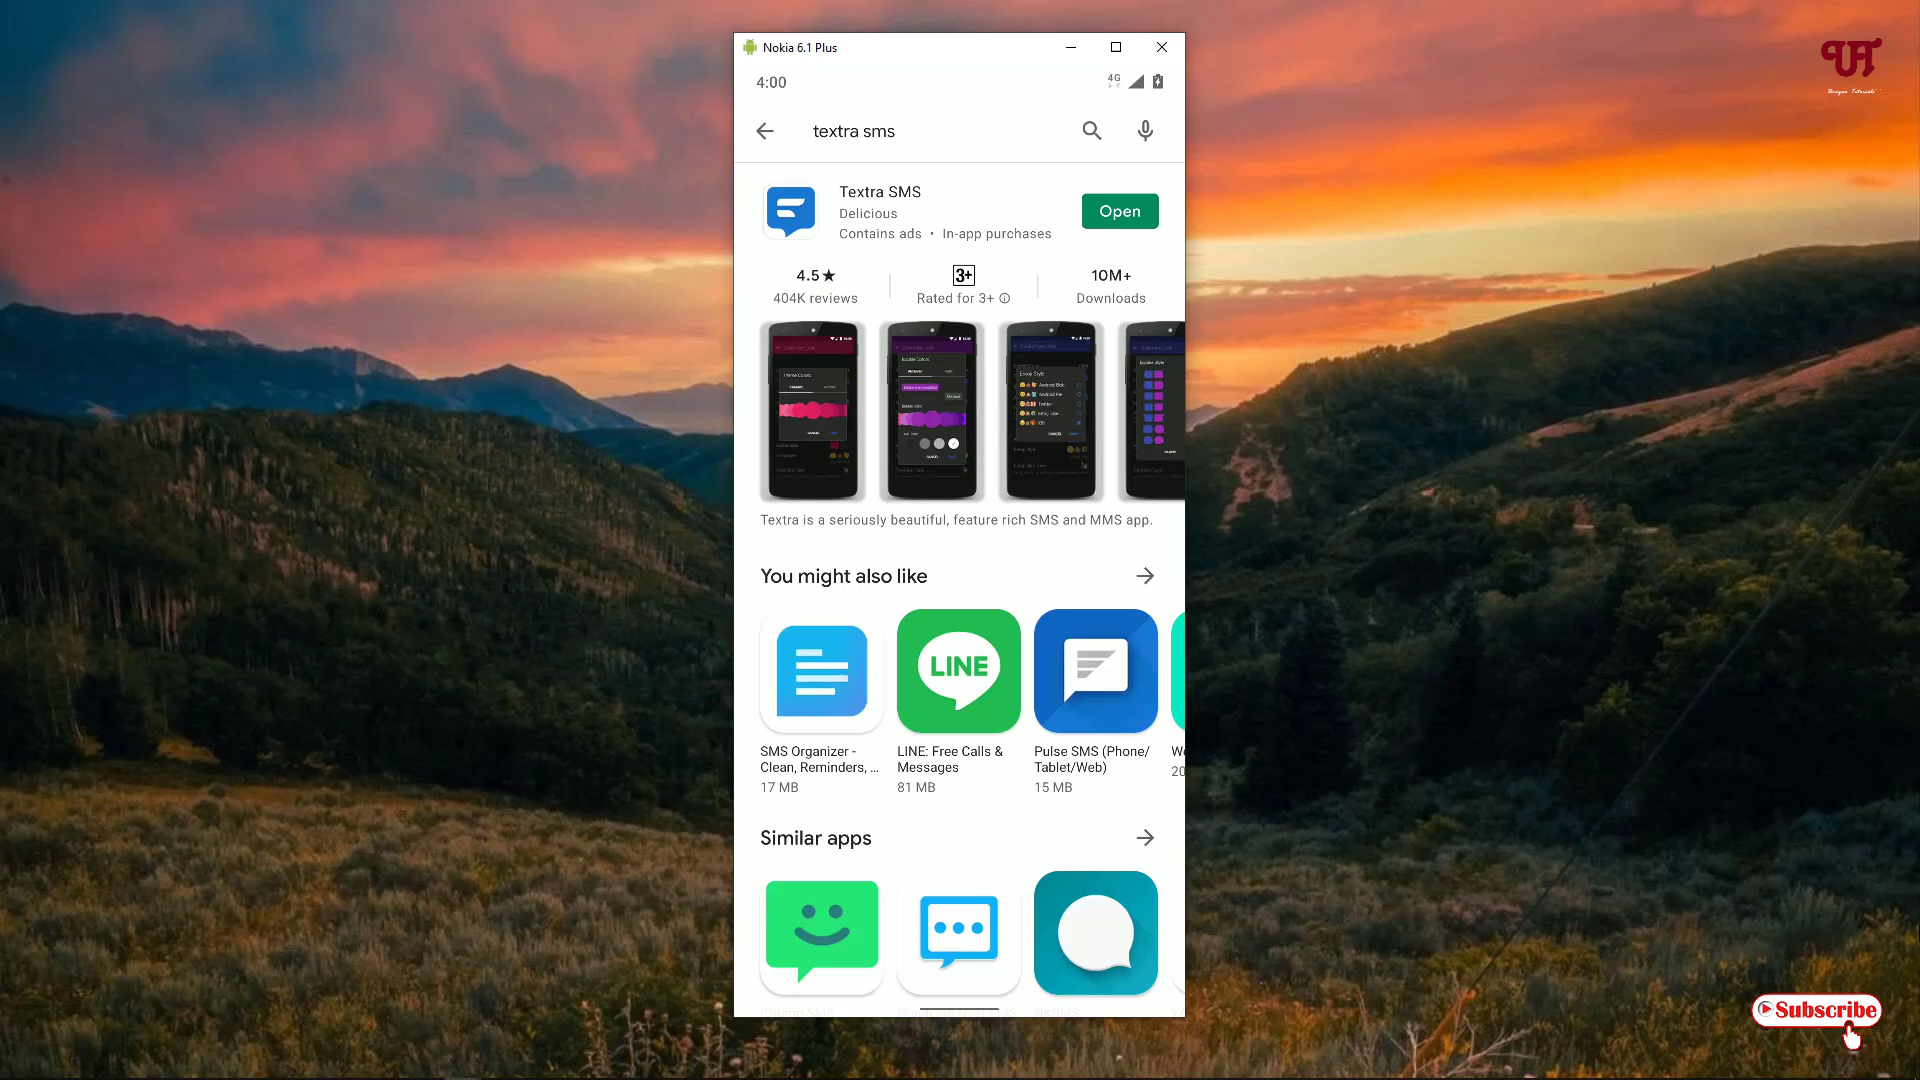 Nokia 6.1 Plus
4:00
4G
textra sms
Textra SMS
Delicious
Contains ads • In-app purchases
Open
4.5★
404K reviews
3+
Rated for 3+
10M+
Downloads
Textra is a seriously beautiful, feature rich SMS and MMS app.
You might also like
LINE
SMS Organizer -
Clean, Reminders, ...
17 MB
LINE: Free Calls &
Messages
81 MB
Pulse SMS (Phone/
Tablet/Web)
15 MB
Similar apps
UT
Unique Tutorials
Subscribe